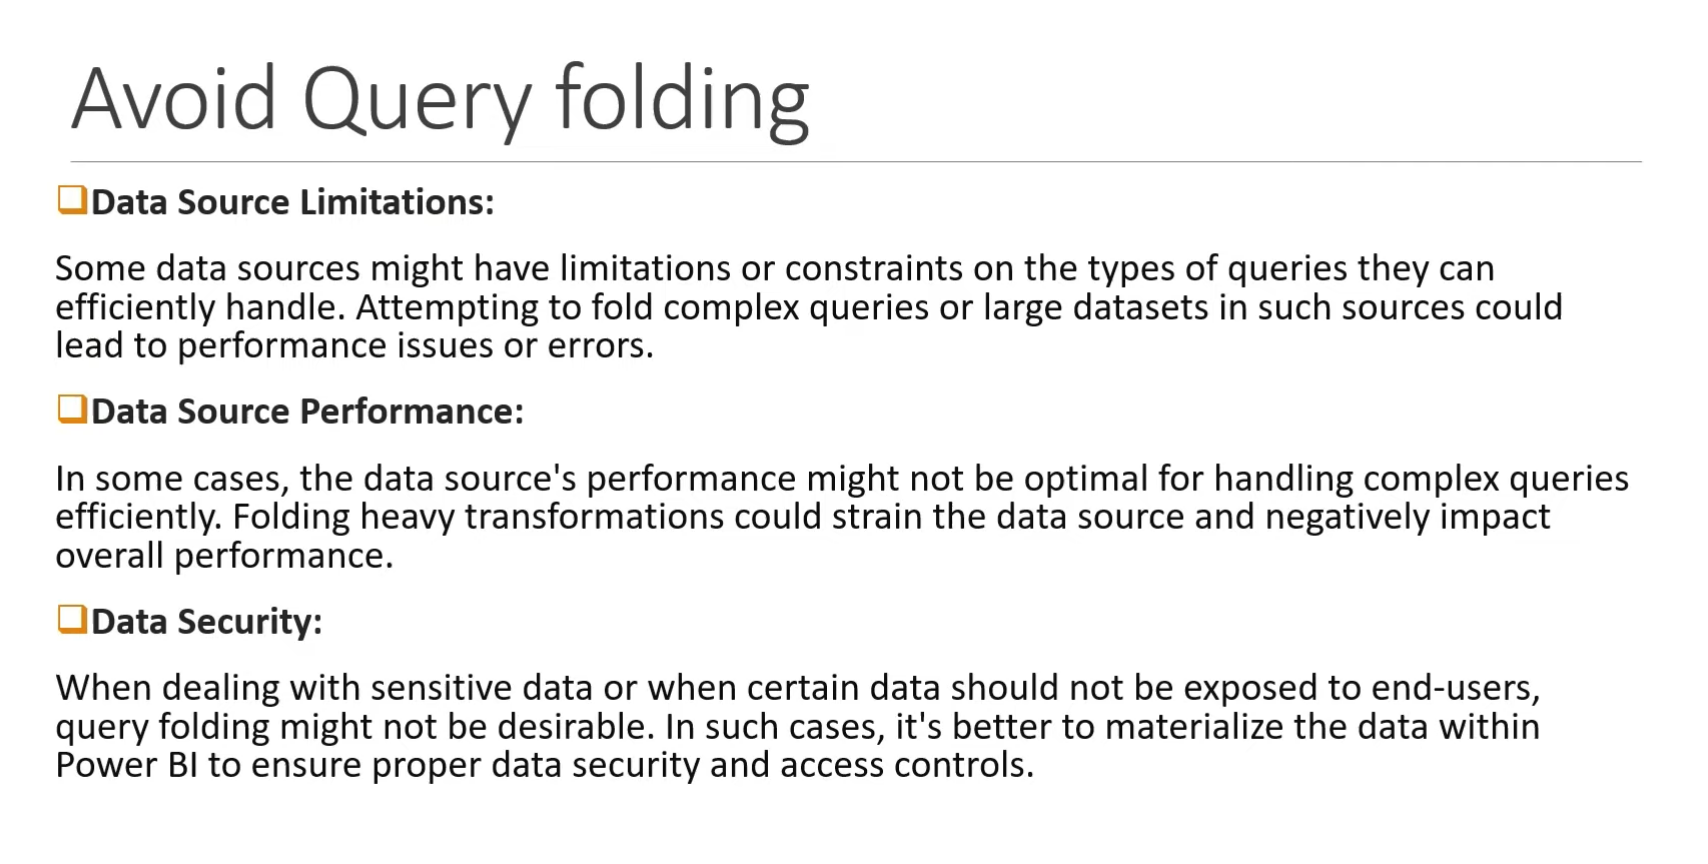 Avoid Query folding
Data Source Limitations:
Some data sources might have limitations or constraints on the types of queries they can
efficiently handle. Attempting to fold complex queries or large datasets in such sources could
lead to performance issues or errors.
Data Source Performance:
In some cases, the data source's performance might not be optimal for handling complex queries
efficiently. Folding heavy transformations could strain the data source and negatively impact
overall performance.
Data Security:
When dealing with sensitive data or when certain data should not be exposed to end-users,
query folding might not be desirable. In such cases, it's better to materialize the data within
Power BI to ensure proper data security and access controls.